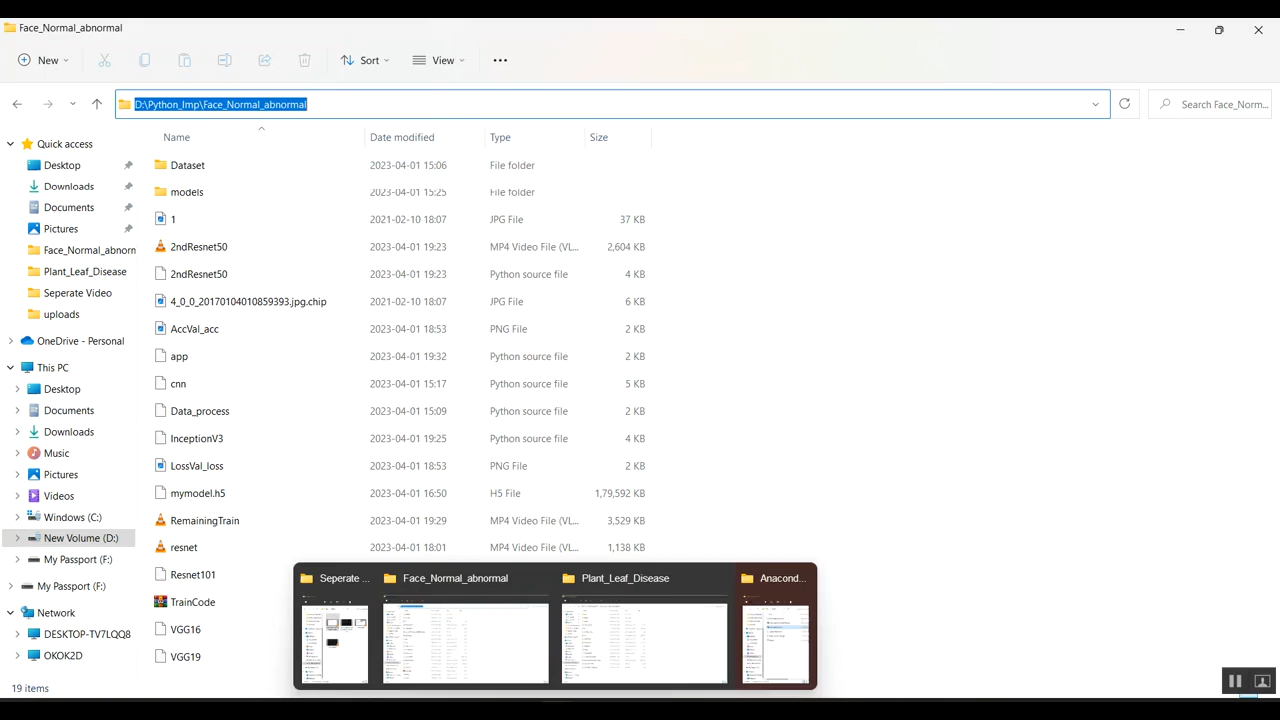 Face_Normal_abnormal
New
Sort
View
D:\Python_Imp\Face_Normal_abnormal
Search Face_Norm...
Name Date modified Type Size
Quick access
Desktop
Downloads
Documents
Pictures
Face_Normal_abnorn
Plant_Leaf_Disease
Seperate Video
uploads
OneDrive - Personal
This PC
Desktop
Documents
Downloads
Music
Pictures
Videos
Windows (C:)
New Volume (D:)
My Passport (F:)
My Passport (F:)
Network
Dataset 2023-04-01 15:06 File folder
models 2023-04-01 15:25 File folder
1 2021-02-10 18:07 JPG File 37 KB
2ndResnet50 2023-04-01 19:23 MP4 Video File (VL... 2,604 KB
2ndResnet50 2023-04-01 19:23 Python source file 4 KB
4_0_0_20170104010859393.jpg.chip 2021-02-10 18:07 JPG File 6 KB
AccVal_acc 2023-04-01 18:53 PNG File 2 KB
app 2023-04-01 19:32 Python source file 2 KB
cnn 2023-04-01 15:17 Python source file 5 KB
Data_process 2023-04-01 15:09 Python source file 2 KB
InceptionV3 2023-04-01 19:25 Python source file 4 KB
LossVal_loss 2023-04-01 18:53 PNG File 2 KB
mymodel.h5 2023-04-01 16:50 H5 File 1,79,592 KB
RemainingTrain 2023-04-01 19:29 MP4 Video File (VL... 3,529 KB
resnet 2023-04-01 18:01 MP4 Video File (VL... 1,138 KB
Resnet101
TrainCode
VGG16
VGG19
Seperate ...
Face_Normal_abnormal
Plant_Leaf_Disease
Anacond...
19 items